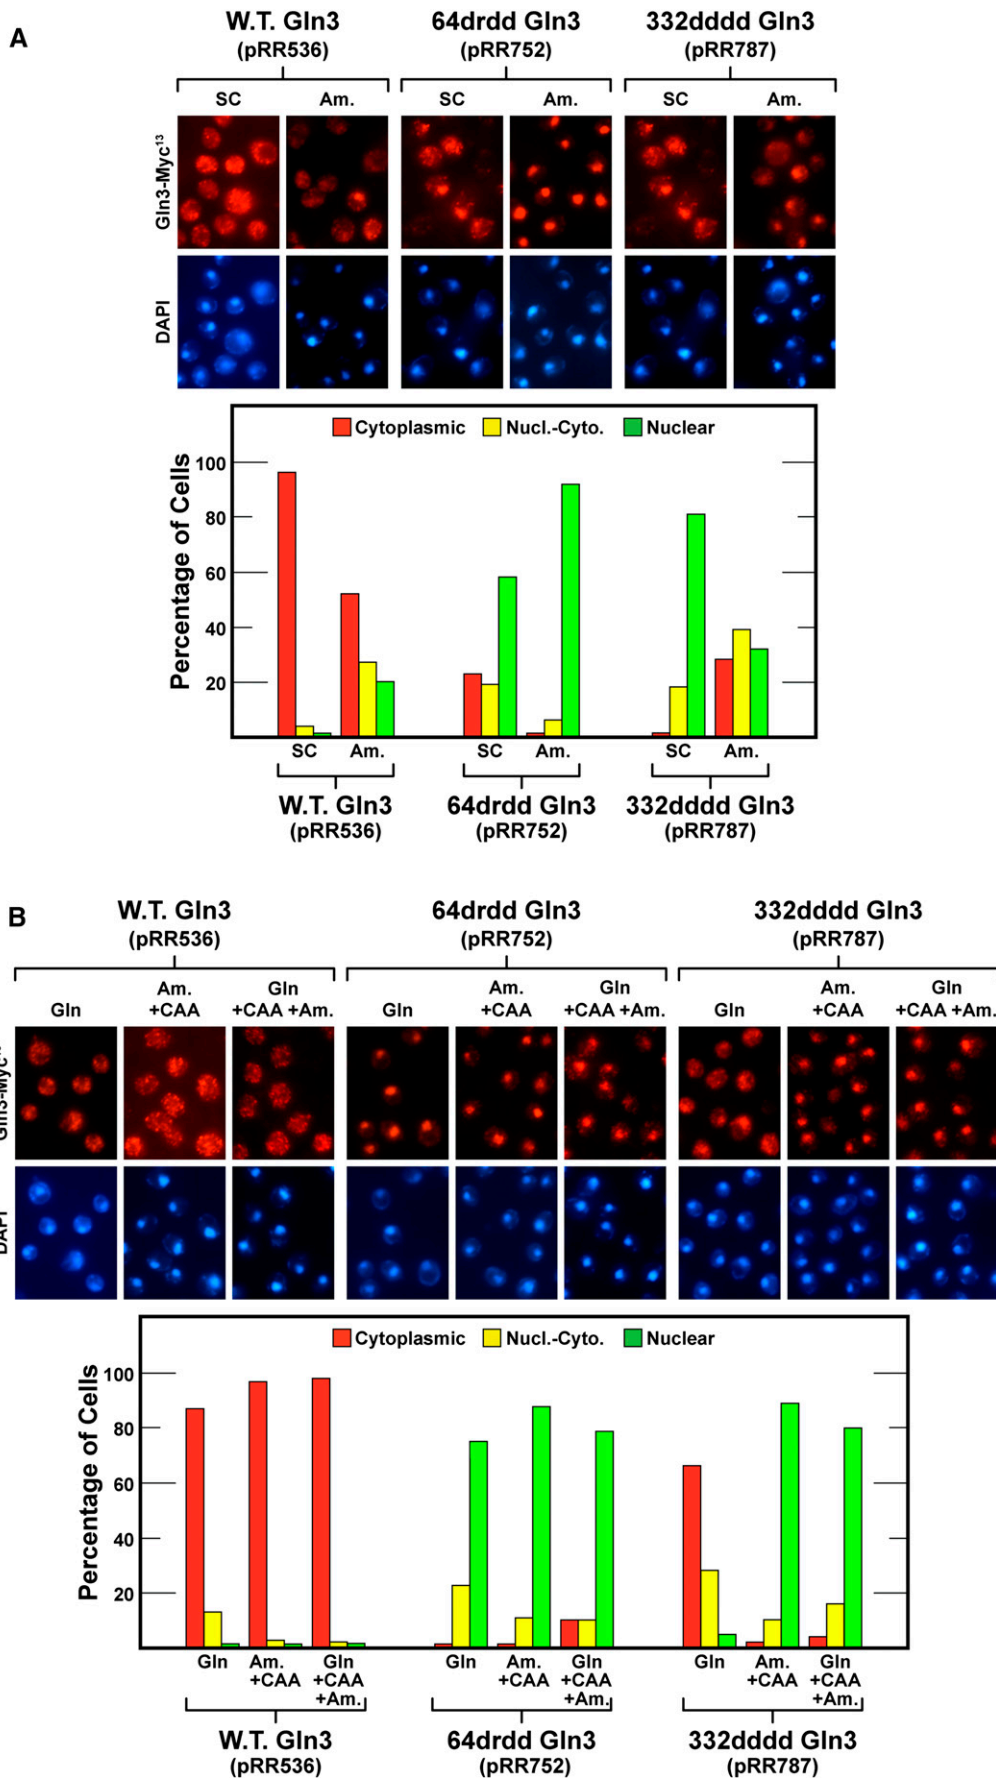 A
W.T. Gln3 64drdd Gln3 332dddd Gln3
(pRR536) (pRR752) (pRR787)
SC Am. SC Am. SC Am.
Gln3-Myc¹³
DAPI
Cytoplasmic Nucl.-Cyto. Nuclear
Percentage of Cells
100
80
60
40
20
SC Am. SC Am. SC Am.
W.T. Gln3 64drdd Gln3 332dddd Gln3
(pRR536) (pRR752) (pRR787)
B
W.T. Gln3 64drdd Gln3 332dddd Gln3
(pRR536) (pRR752) (pRR787)
Am. Gln Am. Gln Am. Gln
Gln +CAA +CAA +Am. Gln +CAA +CAA +Am. Gln +CAA +CAA +Am.
DAPI
Cytoplasmic Nucl.-Cyto. Nuclear
Percentage of Cells
100
80
60
40
20
Gln Am. Gln Gln Am. Gln Gln Am. Gln
+CAA +CAA +CAA +CAA +CAA +CAA
+Am. +Am. +Am.
W.T. Gln3 64drdd Gln3 332dddd Gln3
(pRR536) (pRR752) (pRR787)